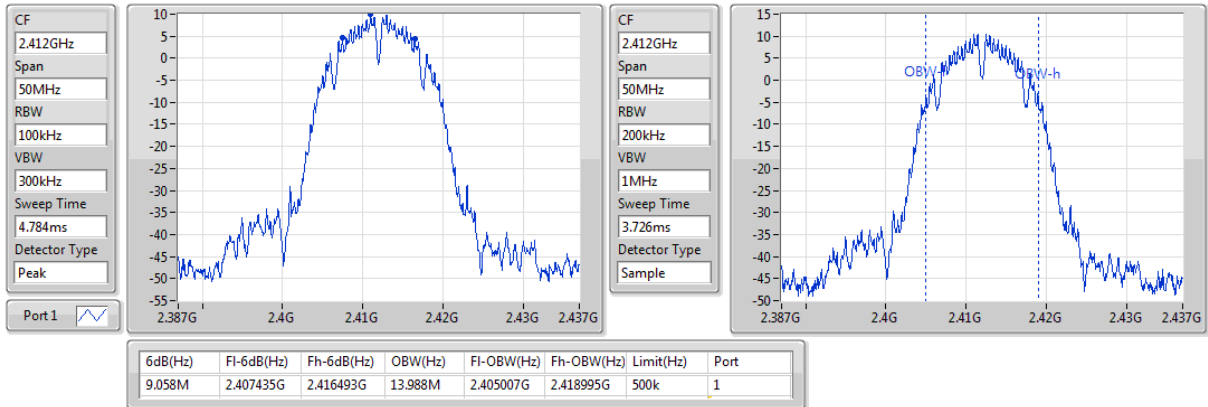 CF
2.412GHz
Span
50MHz
RBW
100kHz
VBW
300kHz
Sweep Time
4.784ms
Detector Type
Peak
Port 1
10
5
0
-5
-10
-15
-20
-25
-30
-35
-40
-45
-50
-55
2.387G 2.4G 2.41G 2.42G 2.43G 2.437G
CF
2.412GHz
Span
50MHz
RBW
200kHz
VBW
1MHz
Sweep Time
3.726ms
Detector Type
Sample
15
10
5
0
-5
-10
-15
-20
-25
-30
-35
-40
-45
-50
OBW-l OBW-h
2.387G 2.4G 2.41G 2.42G 2.43G 2.437G
6dB(Hz) Fl-6dB(Hz) Fh-6dB(Hz) OBW(Hz) Fl-OBW(Hz) Fh-OBW(Hz) Limit(Hz) Port
9.058M 2.407435G 2.416493G 13.988M 2.405007G 2.418995G 500k 1